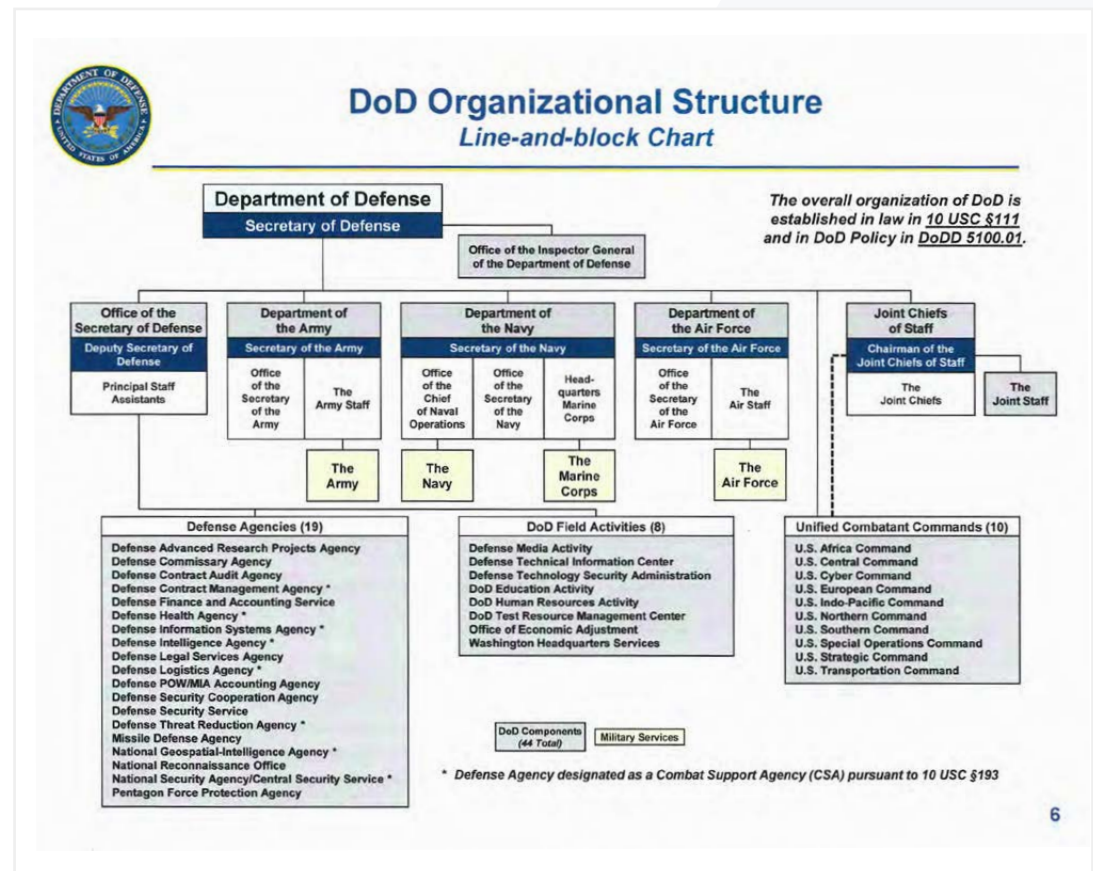 DEPARTMENT OF DEFENSE
UNITED STATES OF AMERICA
DoD Organizational Structure
Line-and-block Chart
The overall organization of DoD is
established in law in 10 USC §111
and in DoD Policy in DoDD 5100.01.
Department of Defense
Secretary of Defense
Office of the Inspector General
of the Department of Defense
Office of the
Secretary of Defense
Deputy Secretary of
Defense
Principal Staff
Assistants
Department of
the Army
Secretary of the Army
Office
of the
Secretary
of the
Army
The
Army Staff
The
Army
Department of
the Navy
Secretary of the Navy
Office
of the
Chief
of Naval
Operations
Office
of the
Secretary
of the
Navy
Head-
quarters
Marine
Corps
The
Navy
The
Marine
Corps
Department of
the Air Force
Secretary of the Air Force
Office
of the
Secretary
of the
Air Force
The
Air Staff
The
Air Force
Joint Chiefs
of Staff
Chairman of the
Joint Chiefs of Staff
The
Joint Chiefs
The
Joint Staff
Defense Agencies (19)
Defense Advanced Research Projects Agency
Defense Commissary Agency
Defense Contract Audit Agency
Defense Contract Management Agency *
Defense Finance and Accounting Service
Defense Health Agency *
Defense Information Systems Agency *
Defense Intelligence Agency *
Defense Legal Services Agency
Defense Logistics Agency *
Defense POW/MIA Accounting Agency
Defense Security Cooperation Agency
Defense Security Service
Defense Threat Reduction Agency *
Missile Defense Agency
National Geospatial-Intelligence Agency *
National Reconnaissance Office
National Security Agency/Central Security Service *
Pentagon Force Protection Agency
DoD Field Activities (8)
Defense Media Activity
Defense Technical Information Center
Defense Technology Security Administration
DoD Education Activity
DoD Human Resources Activity
DoD Test Resource Management Center
Office of Economic Adjustment
Washington Headquarters Services
Unified Combatant Commands (10)
U.S. Africa Command
U.S. Central Command
U.S. Cyber Command
U.S. European Command
U.S. Indo-Pacific Command
U.S. Northern Command
U.S. Southern Command
U.S. Special Operations Command
U.S. Strategic Command
U.S. Transportation Command
DoD Components
(44 Total)
Military Services
* Defense Agency designated as a Combat Support Agency (CSA) pursuant to 10 USC §193
6